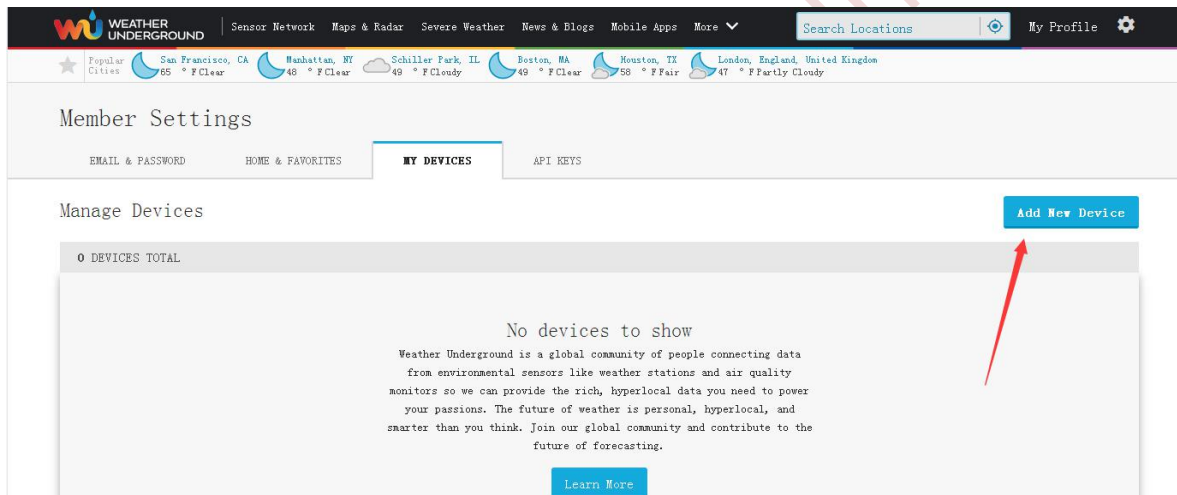 WEATHER UNDERGROUND Sensor Network Maps & Radar Severe Weather News & Blogs Mobile Apps More Search Locations My Profile
Popular Cities San Francisco, CA 65 °F Clear Manhattan, NY 48 °F Clear Schiller Park, IL 49 °F Cloudy Boston, MA 49 °F Clear Houston, TX 58 °F Fair London, England, United Kingdom 47 °F Partly Cloudy
Member Settings
EMAIL & PASSWORD HOME & FAVORITES MY DEVICES API KEYS
Manage Devices Add New Device
0 DEVICES TOTAL
No devices to show
Weather Underground is a global community of people connecting data
from environmental sensors like weather stations and air quality
monitors so we can provide the rich, hyperlocal data you need to power
your passions. The future of weather is personal, hyperlocal, and
smarter than you think. Join our global community and contribute to the
future of forecasting.
Learn More